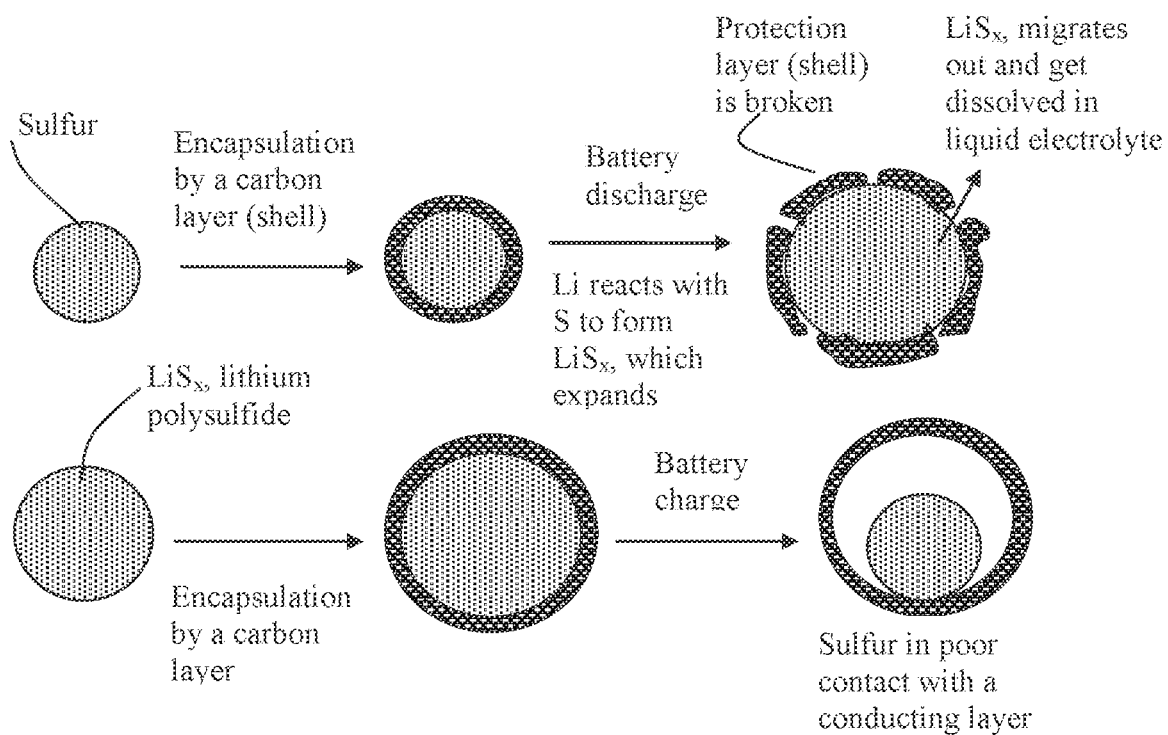 Sulfur
Encapsulation
by a carbon
layer (shell)
Battery
discharge
Li reacts with
S to form
LiSₓ, which
expands
Protection
layer (shell)
is broken
LiSₓ, migrates
out and get
dissolved in
liquid electrolyte
LiSₓ, lithium
polysulfide
Encapsulation
by a carbon
layer
Battery
charge
Sulfur in poor
contact with a
conducting layer